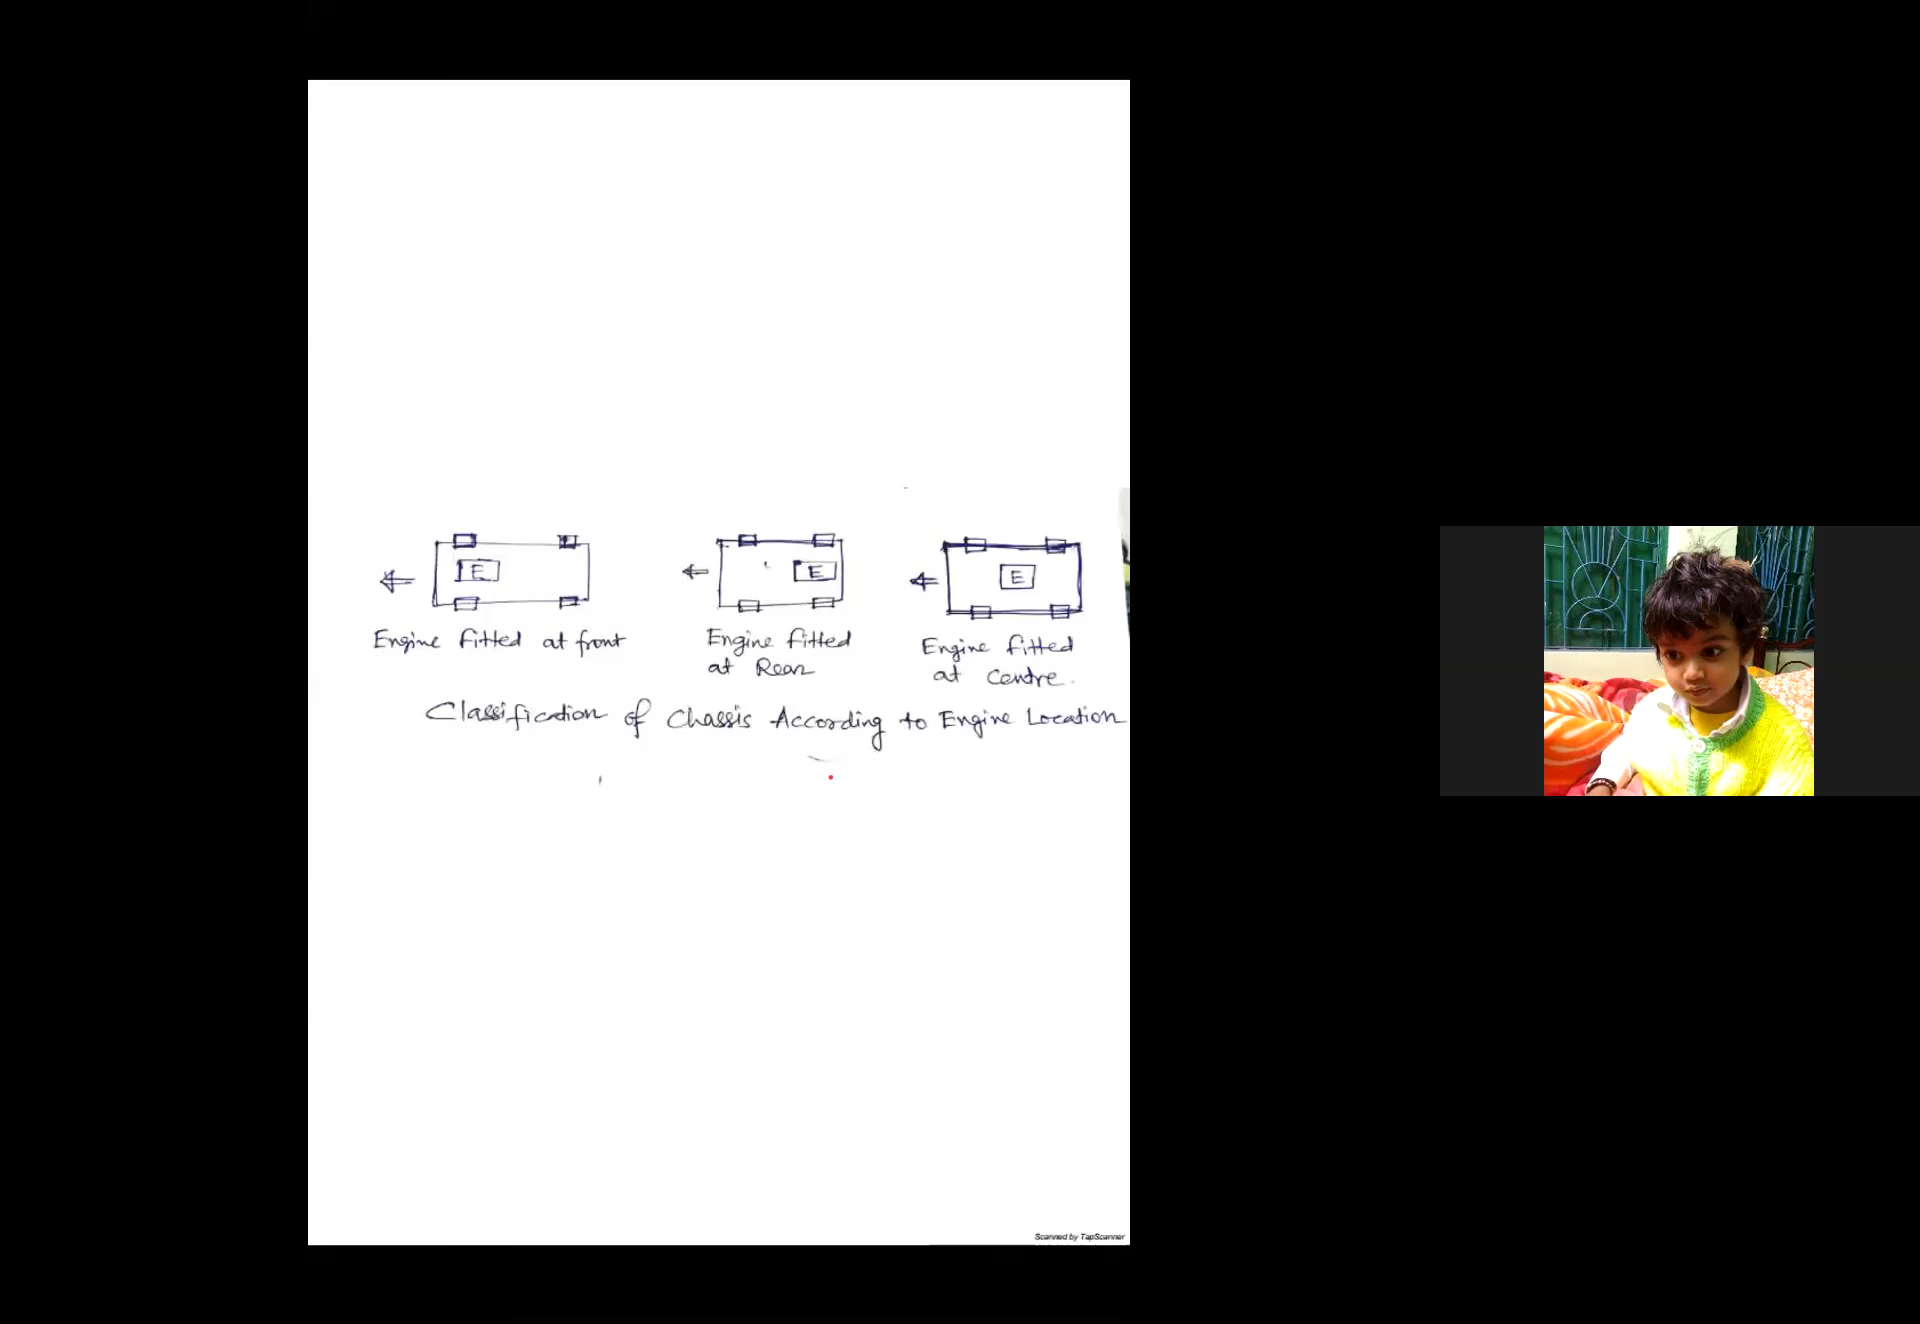 E
E
E
Engine fitted at front
Engine fitted
at Rear
Engine fitted
at Centre.
Classification of Chassis According to Engine Location
Scanned by TapScanner